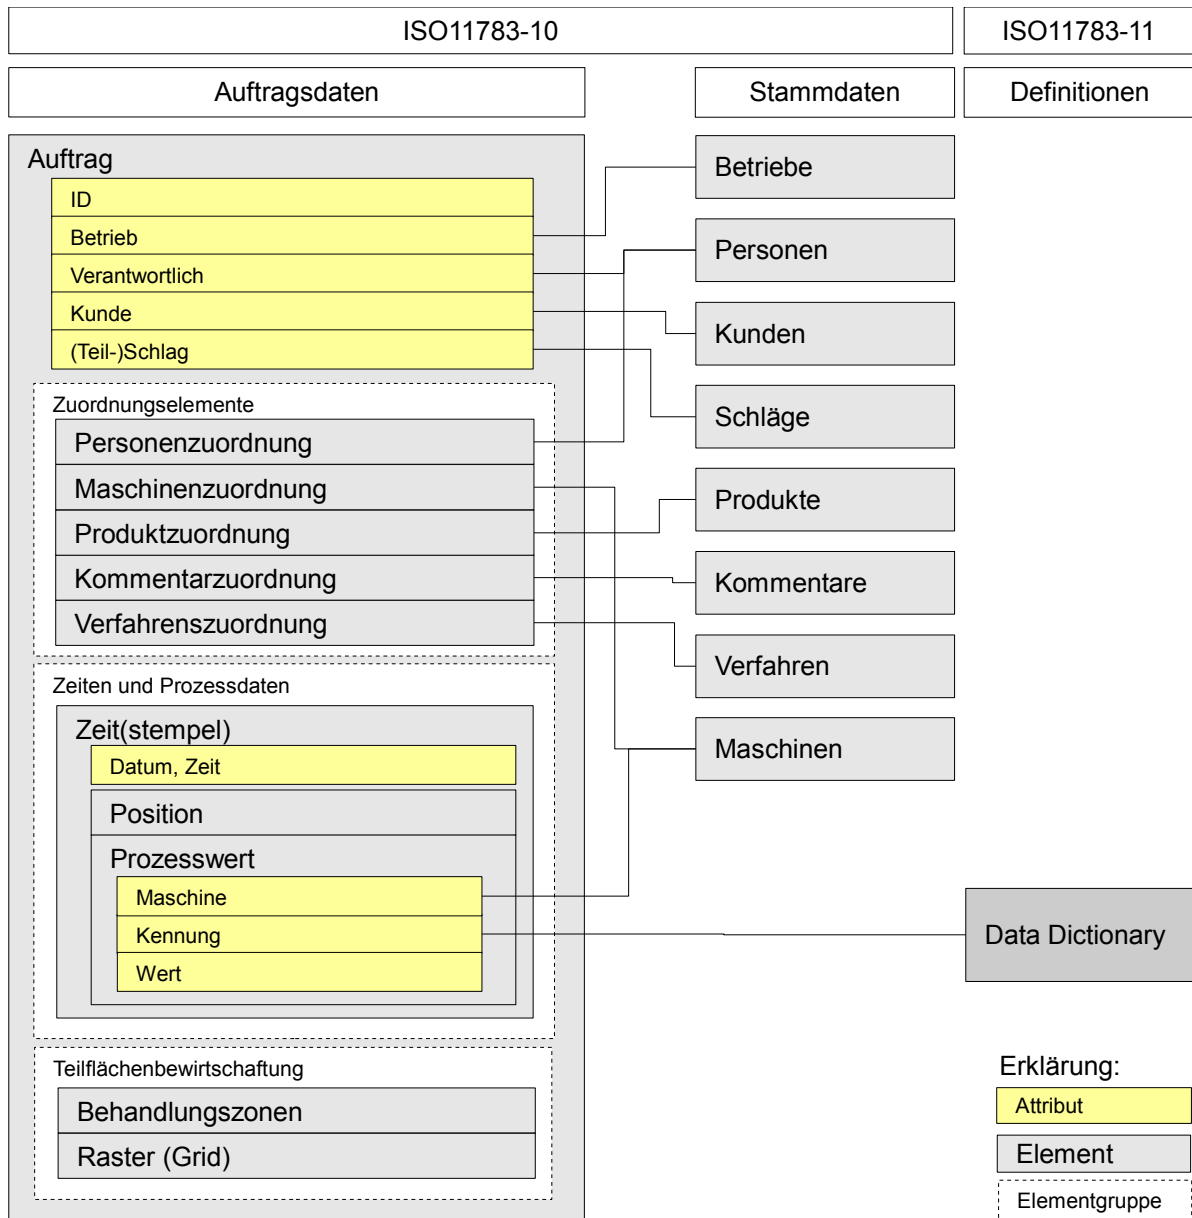 ISO11783-10
ISO11783-11
Auftragsdaten
Stammdaten
Definitionen
Auftrag
ID
Betrieb
Verantwortlich
Kunde
(Teil-)Schlag
Zuordnungselemente
Personenzuordnung
Maschinenzuordnung
Produktzuordnung
Kommentarzuordnung
Verfahrenszuordnung
Zeiten und Prozessdaten
Zeit(stempel)
Datum, Zeit
Position
Prozesswert
Maschine
Kennung
Wert
Teilflächenbewirtschaftung
Behandlungszonen
Raster (Grid)
Betriebe
Personen
Kunden
Schläge
Produkte
Kommentare
Verfahren
Maschinen
Data Dictionary
Erklärung:
Attribut
Element
Elementgruppe